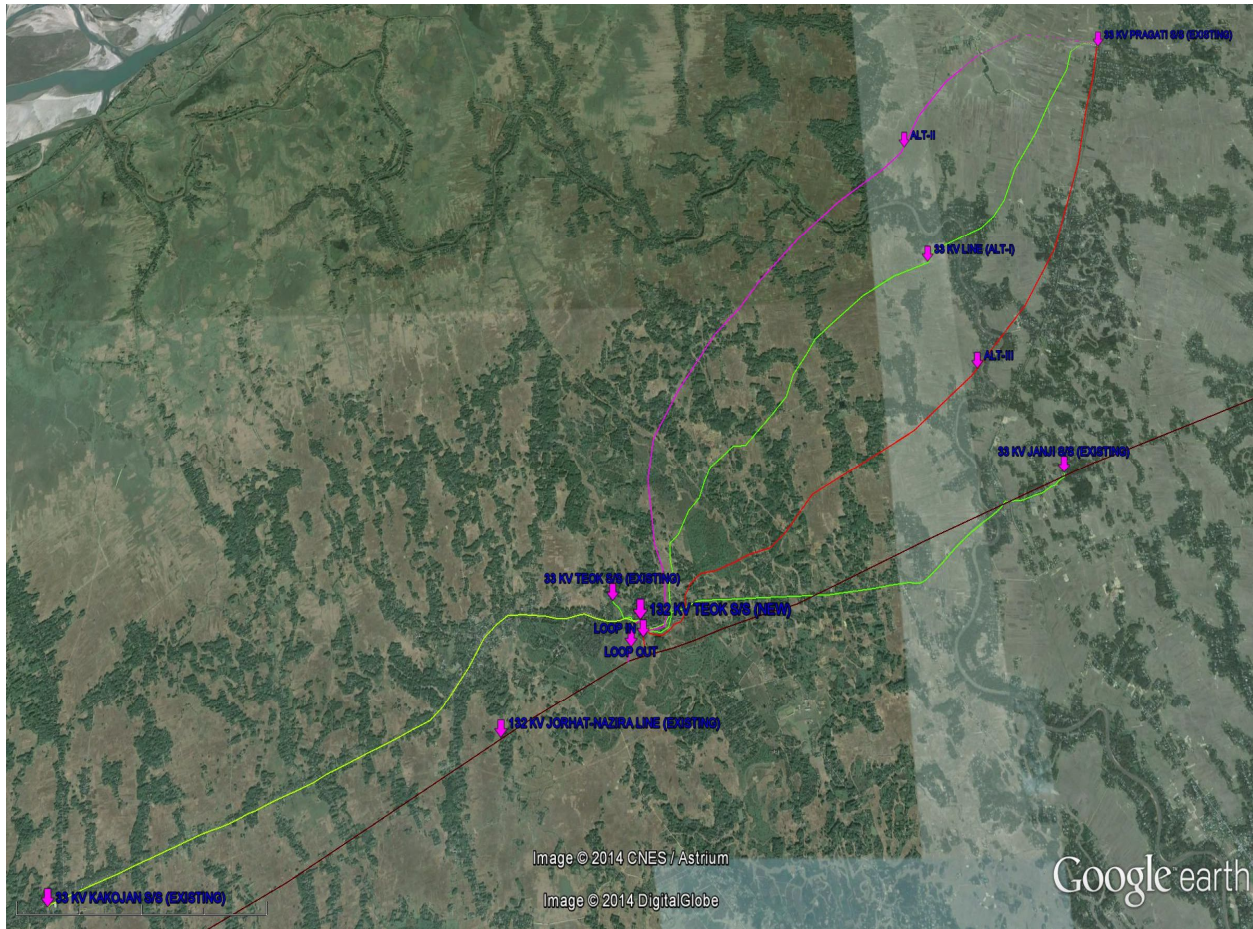 33 KV PRAGATI S/S (EXISTING)
ALT-II
33 KV LINE (ALT-I)
ALT-III
33 KV JANJI S/S (EXISTING)
33 KV TEOK S/S (EXISTING)
132 KV TEOK S/S (NEW)
LOOP IN
LOOP OUT
132 KV JORHAT-NAZIRA LINE (EXISTING)
33 KV KAKOJAN S/S (EXISTING)
Image © 2014 CNES / Astrium
Image © 2014 DigitalGlobe
Google earth